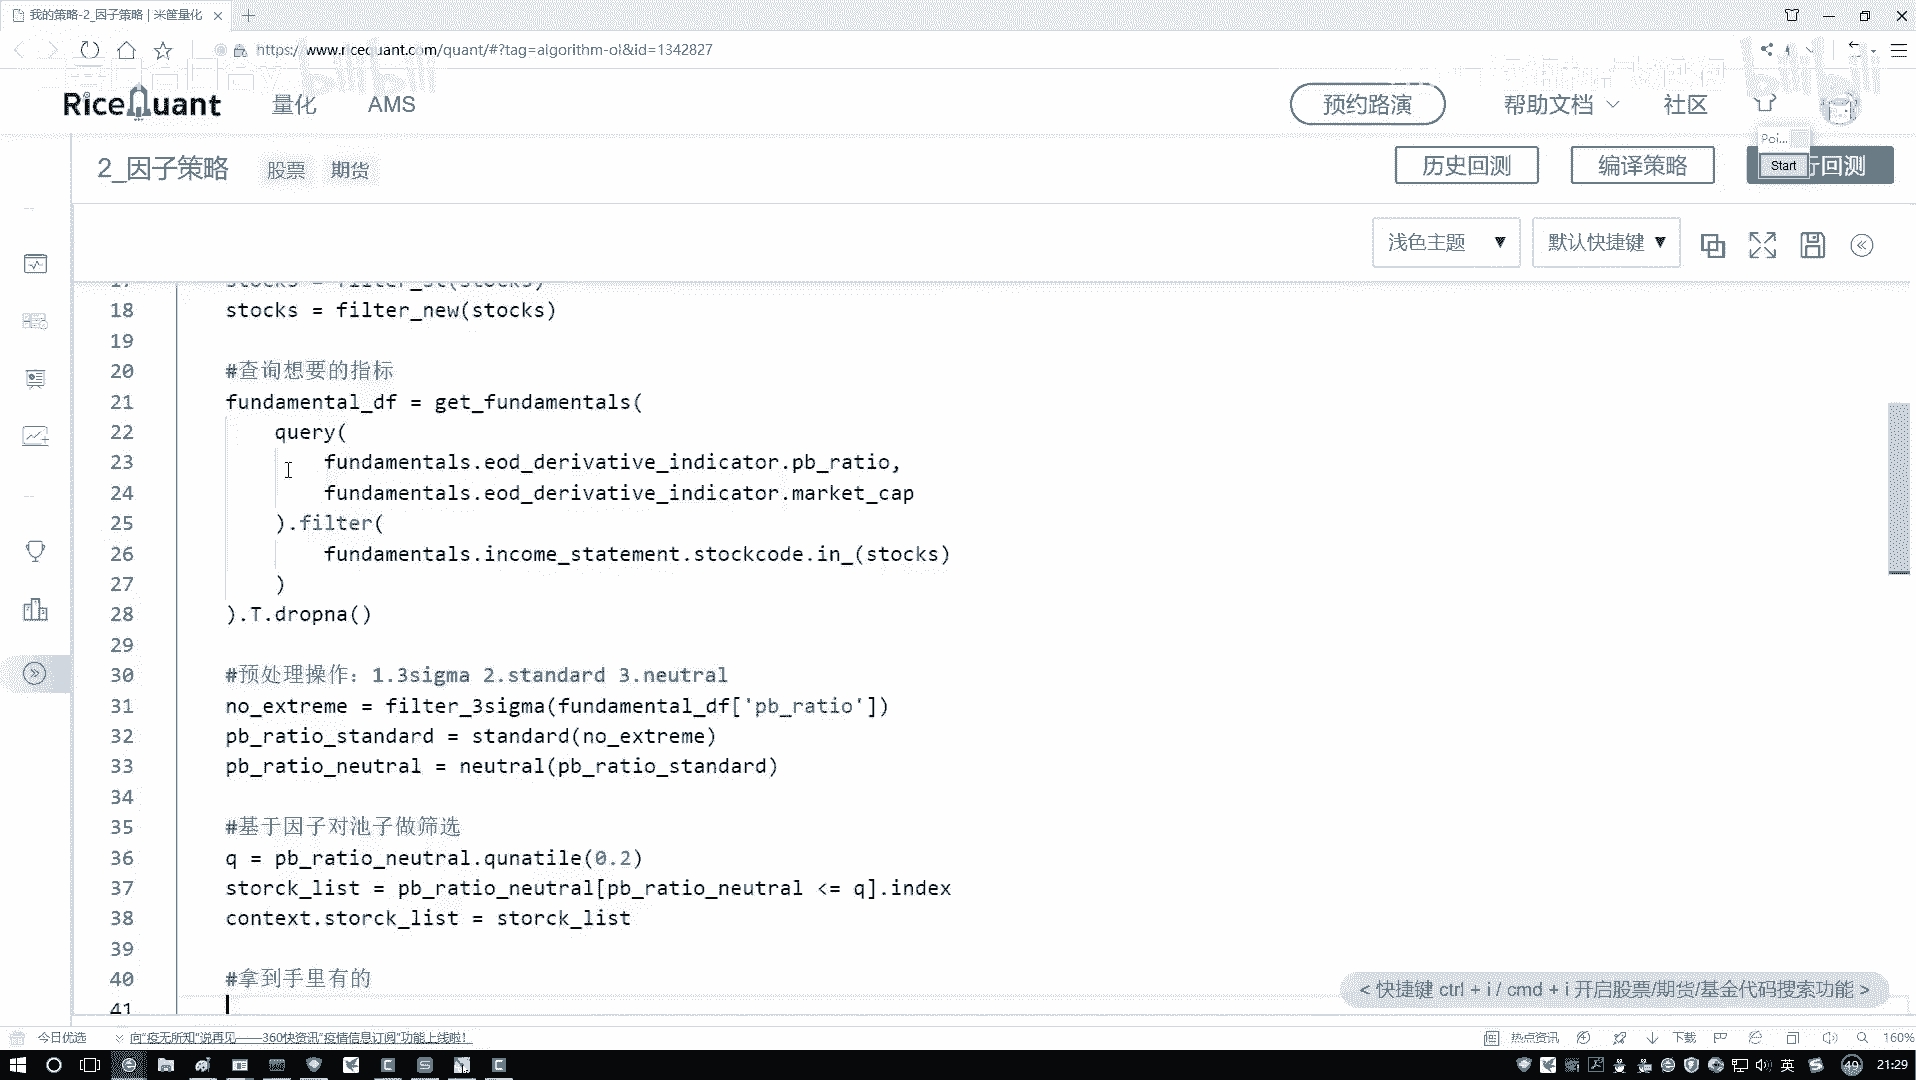 我的策略-2_因子策略 | 米筐量化
https://www.ricequant.com/quant/#?tag=algorithm-ol&id=1342827
bilibili
bilibili
RiceQuant 量化 AMS 预约路演 帮助文档 社区
Poi...
2_因子策略 股票 期货 历史回测 编译策略 Start 行回测
浅色主题 ▼ 默认快捷键 ▼
17 stocks = filter_st(stocks)
18 stocks = filter_new(stocks)
19
20 #查询想要的指标
21 fundamental_df = get_fundamentals(
22 query(
23 fundamentals.eod_derivative_indicator.pb_ratio,
24 fundamentals.eod_derivative_indicator.market_cap
25 ).filter(
26 fundamentals.income_statement.stockcode.in_(stocks)
27 )
28 ).T.dropna()
29
30 #预处理操作：1.3sigma 2.standard 3.neutral
31 no_extreme = filter_3sigma(fundamental_df['pb_ratio'])
32 pb_ratio_standard = standard(no_extreme)
33 pb_ratio_neutral = neutral(pb_ratio_standard)
34
35 #基于因子对池子做筛选
36 q = pb_ratio_neutral.qunatile(0.2)
37 storck_list = pb_ratio_neutral[pb_ratio_neutral <= q].index
38 context.storck_list = storck_list
39
40 #拿到手里有的
41
< 快捷键 ctrl + i / cmd + i 开启股票/期货/基金代码搜索功能 >
今日优选 向“疫无所知”说再见——360快资讯“疫情信息订阅”功能上线啦! 热点资讯 下载 160%
英 49 21:29